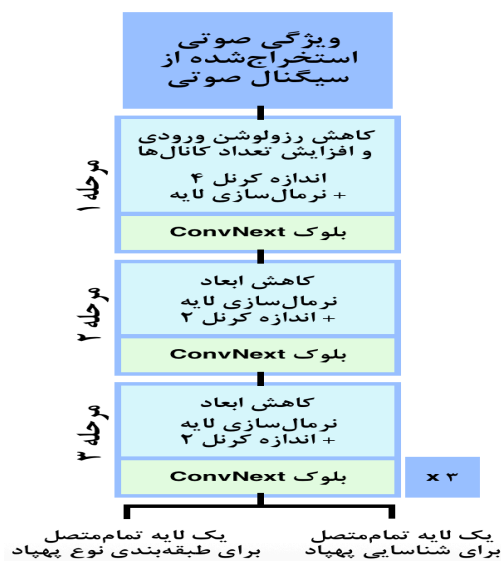 ویژگی صوتی
استخراج‌شده از
سیگنال صوتی
مرحله ۱
کاهش رزولوشن ورودی
و افزایش تعداد کانال‌ها
اندازه کرنل ۴
+ نرمال‌سازی لایه
بلوک ConvNext
مرحله ۲
کاهش ابعاد
نرمال‌سازی لایه
+ اندازه کرنل ۲
بلوک ConvNext
مرحله ۳
کاهش ابعاد
نرمال‌سازی لایه
+ اندازه کرنل ۲
بلوک ConvNext
x ۳
یک لایه تمام‌متصل
برای شناسایی پهپاد
یک لایه تمام‌متصل
برای طبقه‌بندی نوع پهپاد